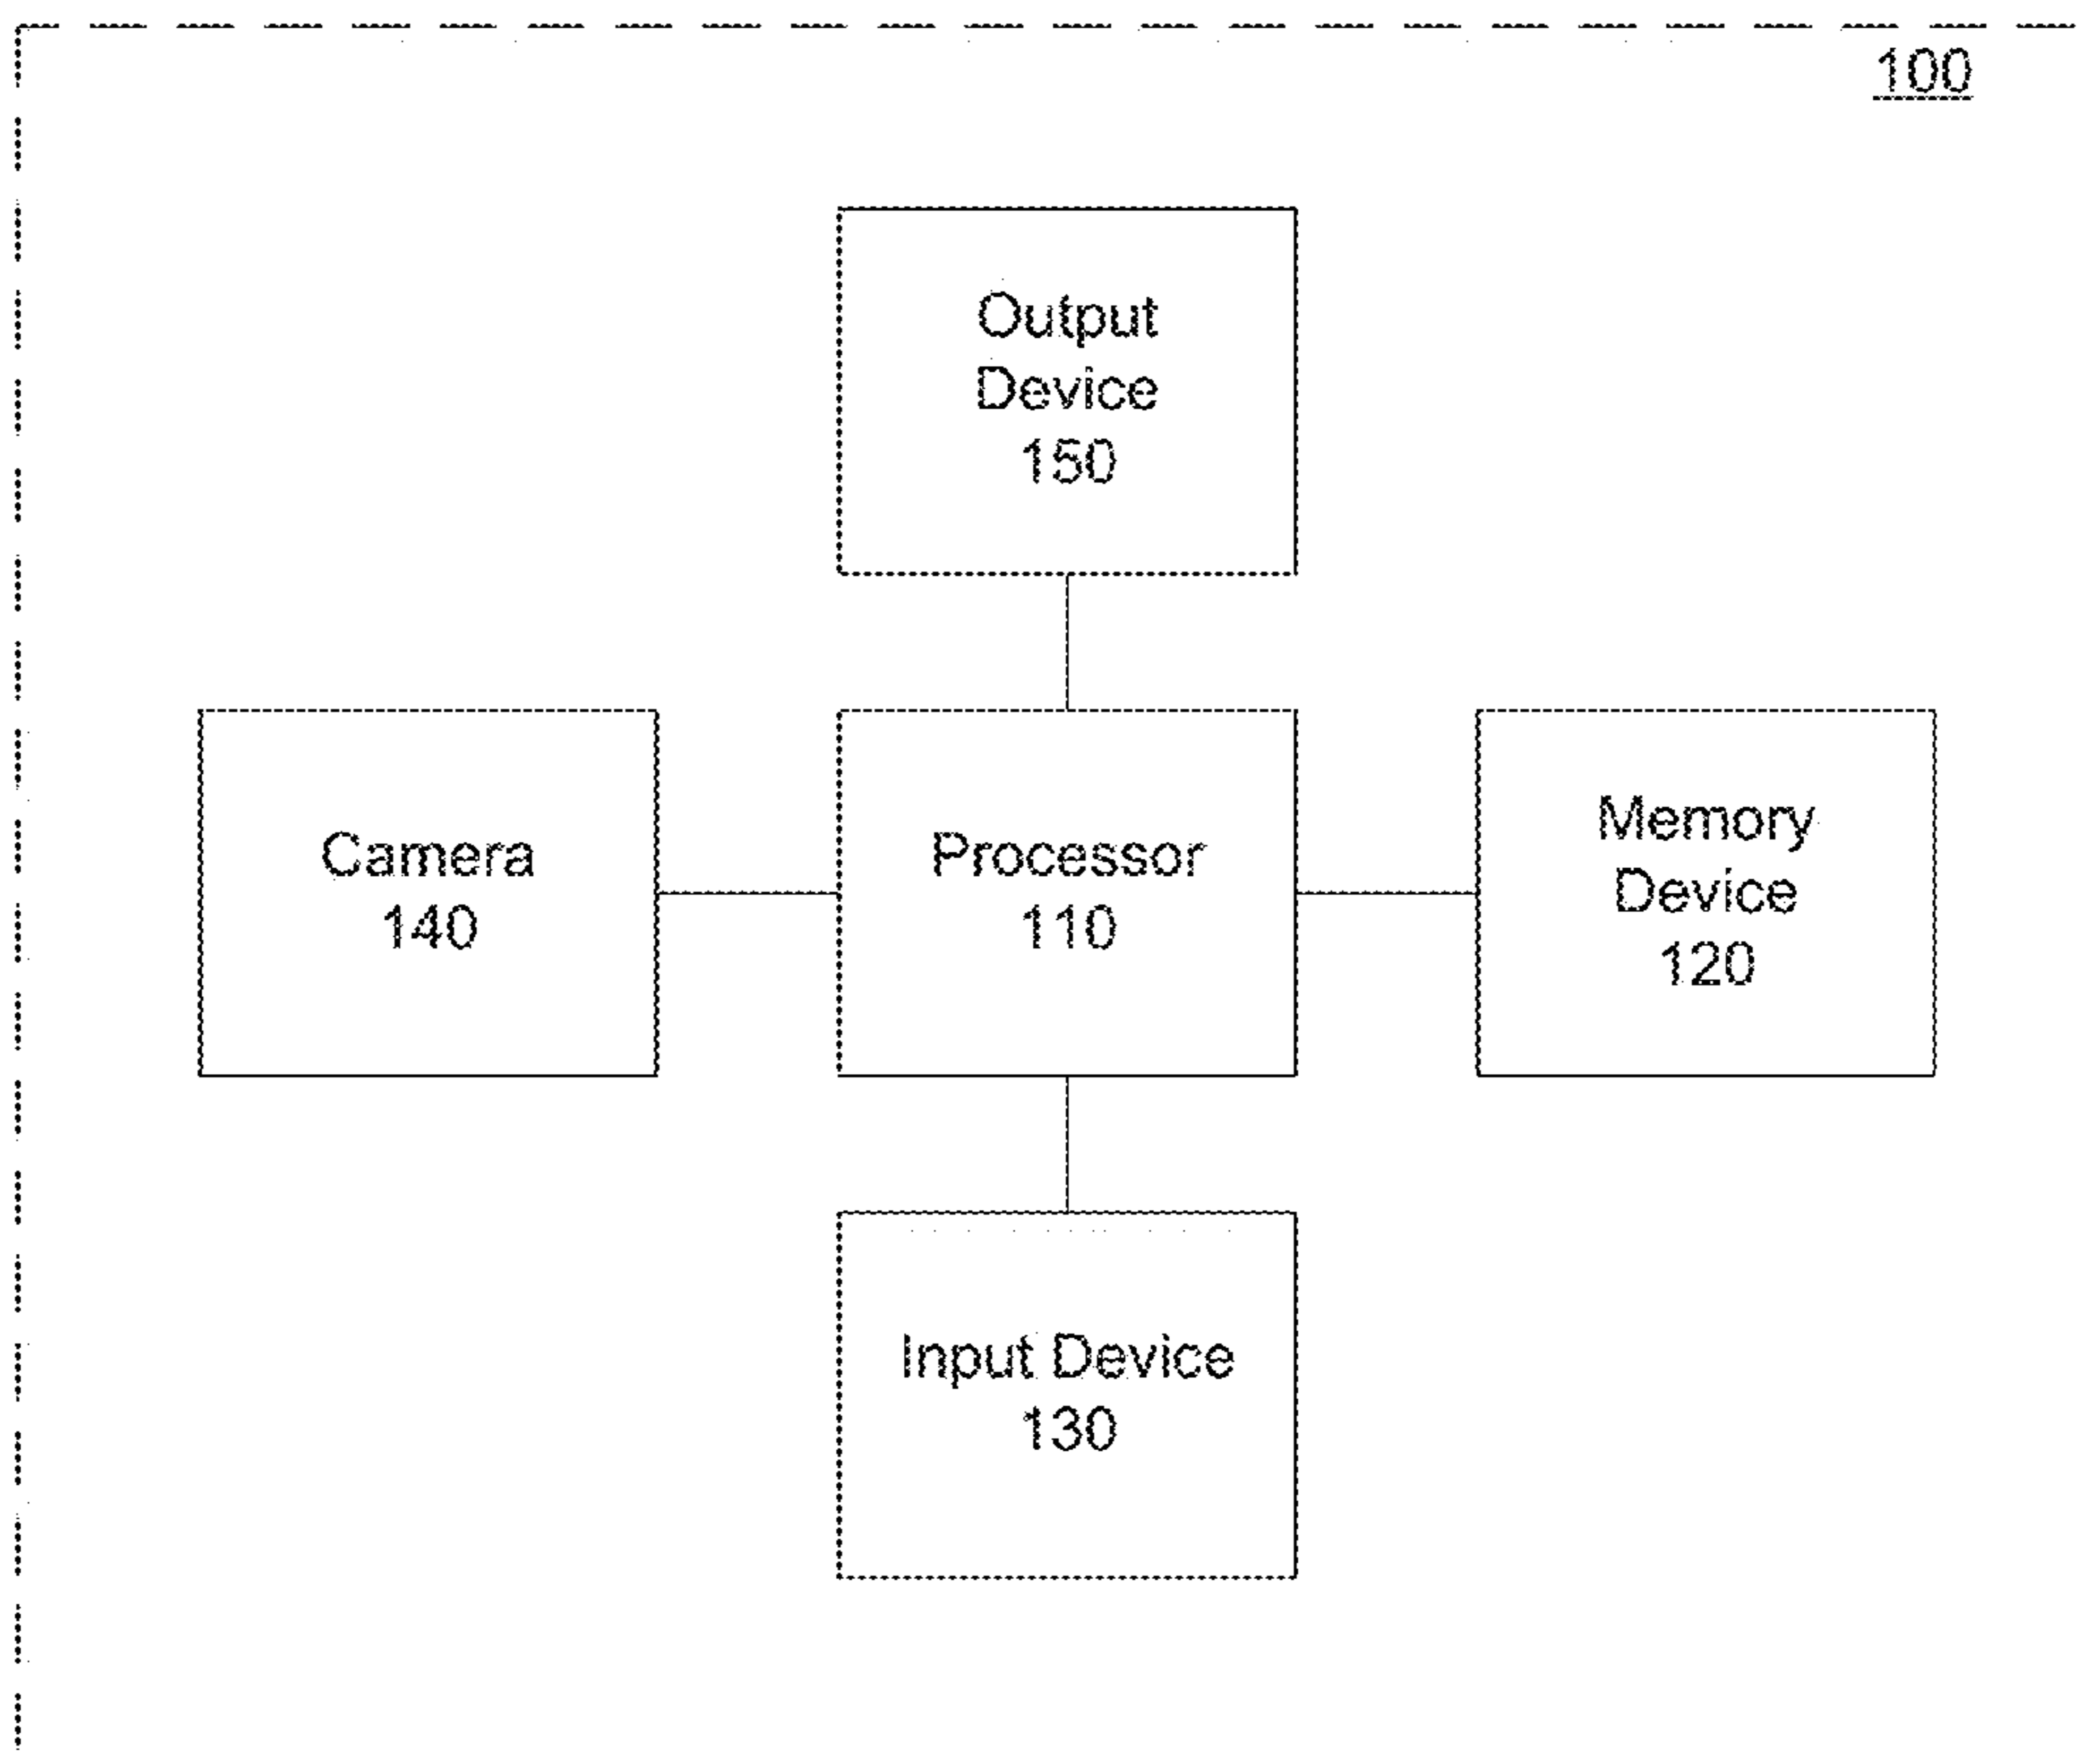 100
Output
Device
150
Camera
140
Processor
110
Memory
Device
120
Input Device
130